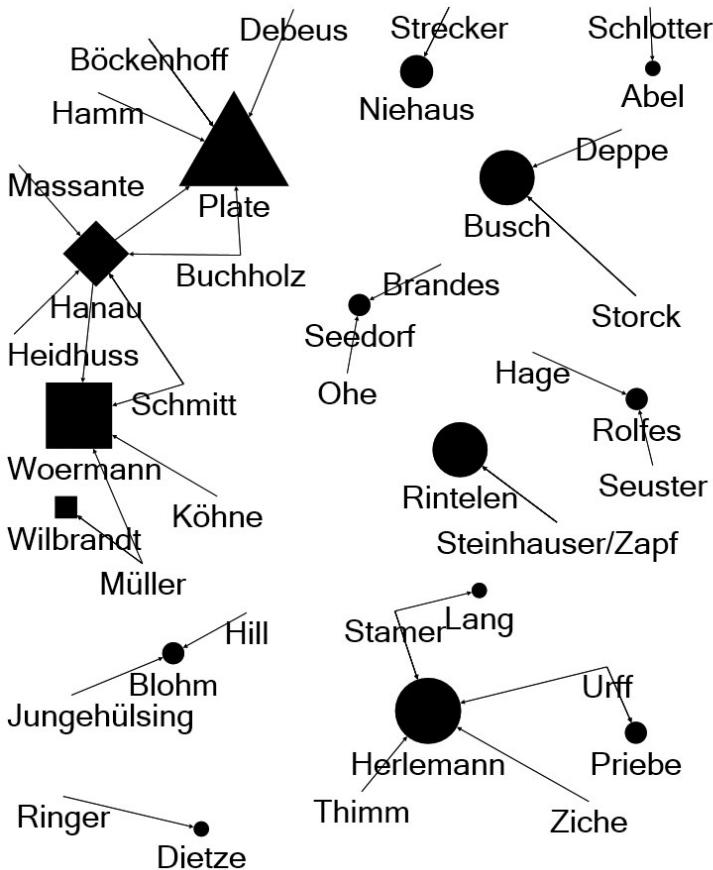 Debeus
Strecker
Schlotter
Böckenhoff
Abel
Hamm
Niehaus
Deppe
Massante
Plate
Busch
Buchholz
Brandes
Hanau
Storck
Seedorf
Heidhuss
Hage
Ohe
Schmitt
Rolfes
Woermann
Seuster
Rintelen
Köhne
Wilbrandt
Steinhauser/Zapf
Müller
Lang
Stamer
Hill
Blohm
Urff
Jungehülsing
Herlemann
Priebe
Thimm
Ringer
Ziche
Dietze